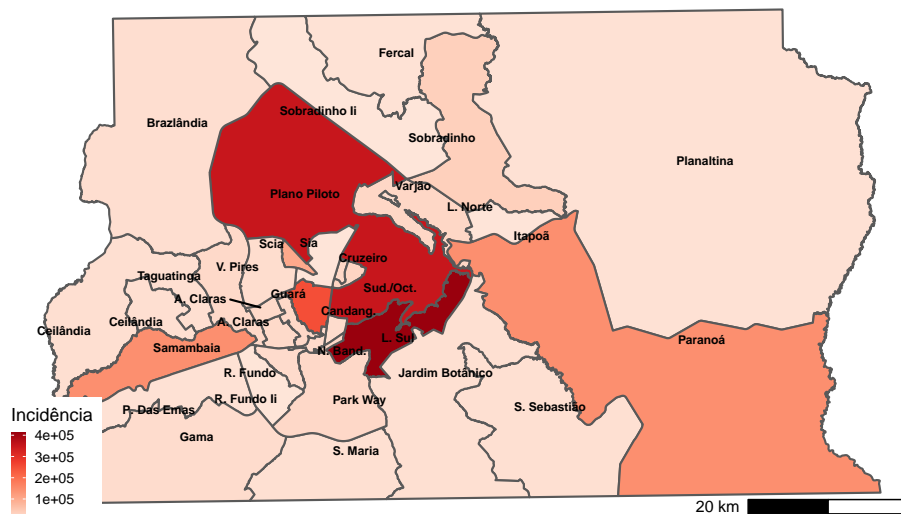 Fercal
Sobradinho Ii
Brazlândia
Sobradinho
Planaltina
Plano Piloto
Varjão
L. Norte
Itapoã
Scia
Sia
Cruzeiro
V. Pires
Taguatinga
Sud./Oct.
Guará
A. Claras
Candang.
Ceilândia
Ceilândia
A. Claras
L. Sul
Paranoá
Samambaia
N. Band.
R. Fundo
Jardim Botânico
R. Fundo Ii
Park Way
S. Sebastião
P. Das Emas
Gama
S. Maria
Incidência
4e+05
3e+05
2e+05
1e+05
20 km